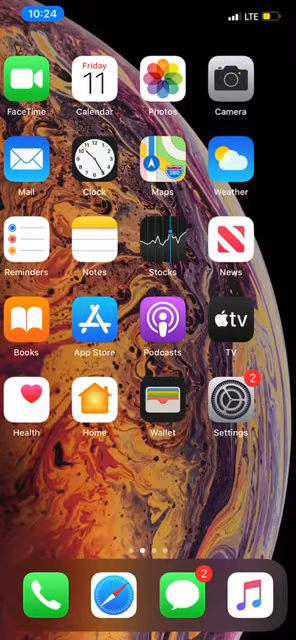 10:24 LTE
Friday
11
FaceTime Calendar Photos Camera
280
Mail Clock Maps Weather
Reminders Notes Stocks News
tv
Books App Store Podcasts TV
2
Health Home Wallet Settings
2